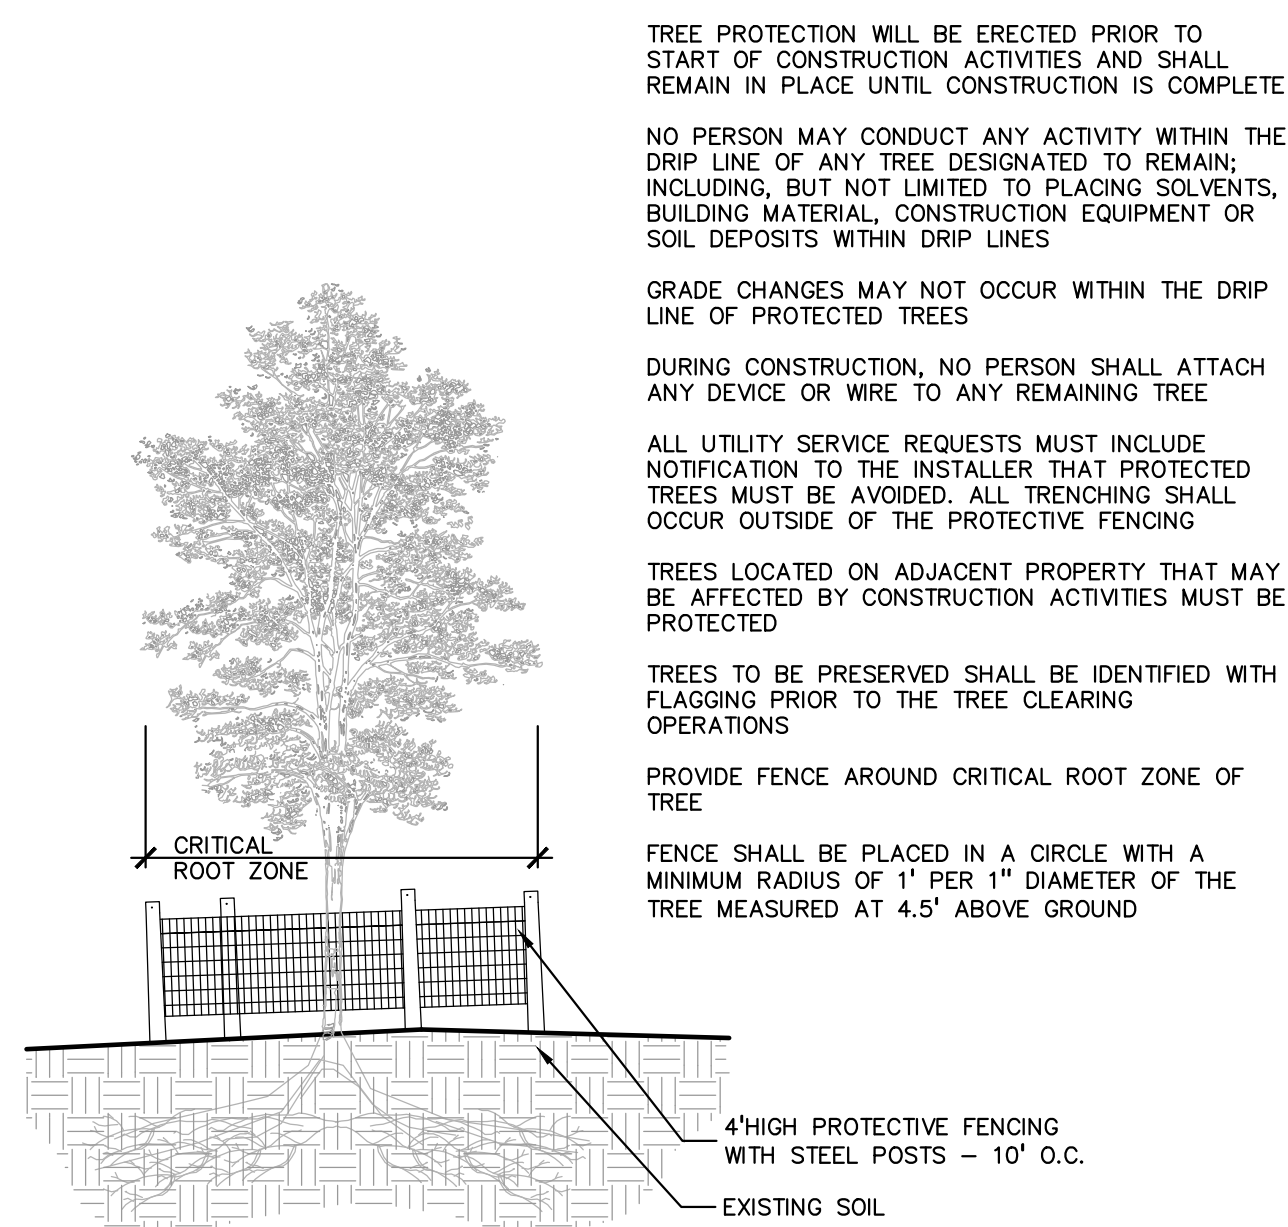 TREE PROTECTION WILL BE ERECTED PRIOR TO
START OF CONSTRUCTION ACTIVITIES AND SHALL
REMAIN IN PLACE UNTIL CONSTRUCTION IS COMPLETE
NO PERSON MAY CONDUCT ANY ACTIVITY WITHIN THE
DRIP LINE OF ANY TREE DESIGNATED TO REMAIN;
INCLUDING, BUT NOT LIMITED TO PLACING SOLVENTS,
BUILDING MATERIAL, CONSTRUCTION EQUIPMENT OR
SOIL DEPOSITS WITHIN DRIP LINES
GRADE CHANGES MAY NOT OCCUR WITHIN THE DRIP
LINE OF PROTECTED TREES
DURING CONSTRUCTION, NO PERSON SHALL ATTACH
ANY DEVICE OR WIRE TO ANY REMAINING TREE
ALL UTILITY SERVICE REQUESTS MUST INCLUDE
NOTIFICATION TO THE INSTALLER THAT PROTECTED
TREES MUST BE AVOIDED. ALL TRENCHING SHALL
OCCUR OUTSIDE OF THE PROTECTIVE FENCING
TREES LOCATED ON ADJACENT PROPERTY THAT MAY
BE AFFECTED BY CONSTRUCTION ACTIVITIES MUST BE
PROTECTED
TREES TO BE PRESERVED SHALL BE IDENTIFIED WITH
FLAGGING PRIOR TO THE TREE CLEARING
OPERATIONS
PROVIDE FENCE AROUND CRITICAL ROOT ZONE OF
TREE
FENCE SHALL BE PLACED IN A CIRCLE WITH A
MINIMUM RADIUS OF 1' PER 1" DIAMETER OF THE
TREE MEASURED AT 4.5' ABOVE GROUND
CRITICAL
ROOT ZONE
4'HIGH PROTECTIVE FENCING
WITH STEEL POSTS – 10' O.C.
EXISTING SOIL